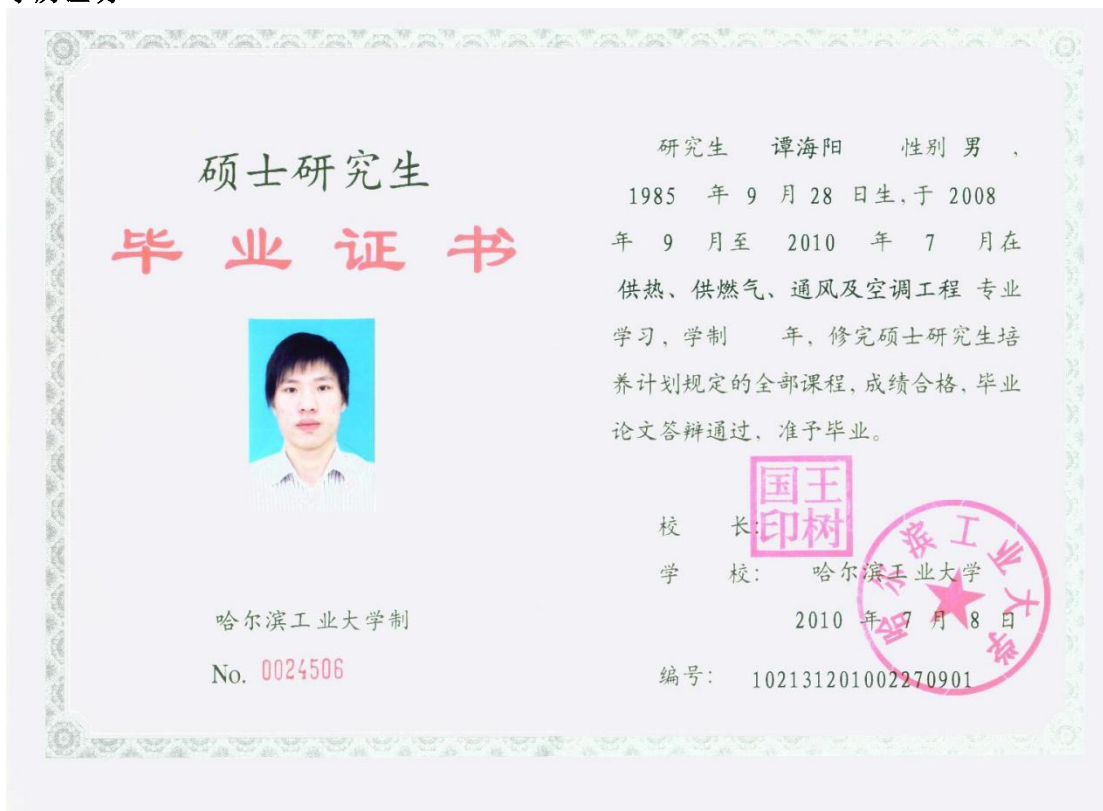 硕士研究生
毕业证书
哈尔滨工业大学制
No. 0024506
研究生 谭海阳 性别 男 ,
1985 年 9 月 28 日生,于 2008
年 9 月至 2010 年 7 月在
供热、供燃气、通风及空调工程 专业
学习, 学制 年, 修完硕士研究生培
养计划规定的全部课程, 成绩合格, 毕业
论文答辩通过, 准予毕业。
校 长:
国王
印树
学 校: 哈尔滨工业大学
2010 年 7 月 8 日
哈尔滨工业大学
编号: 102131201002270901